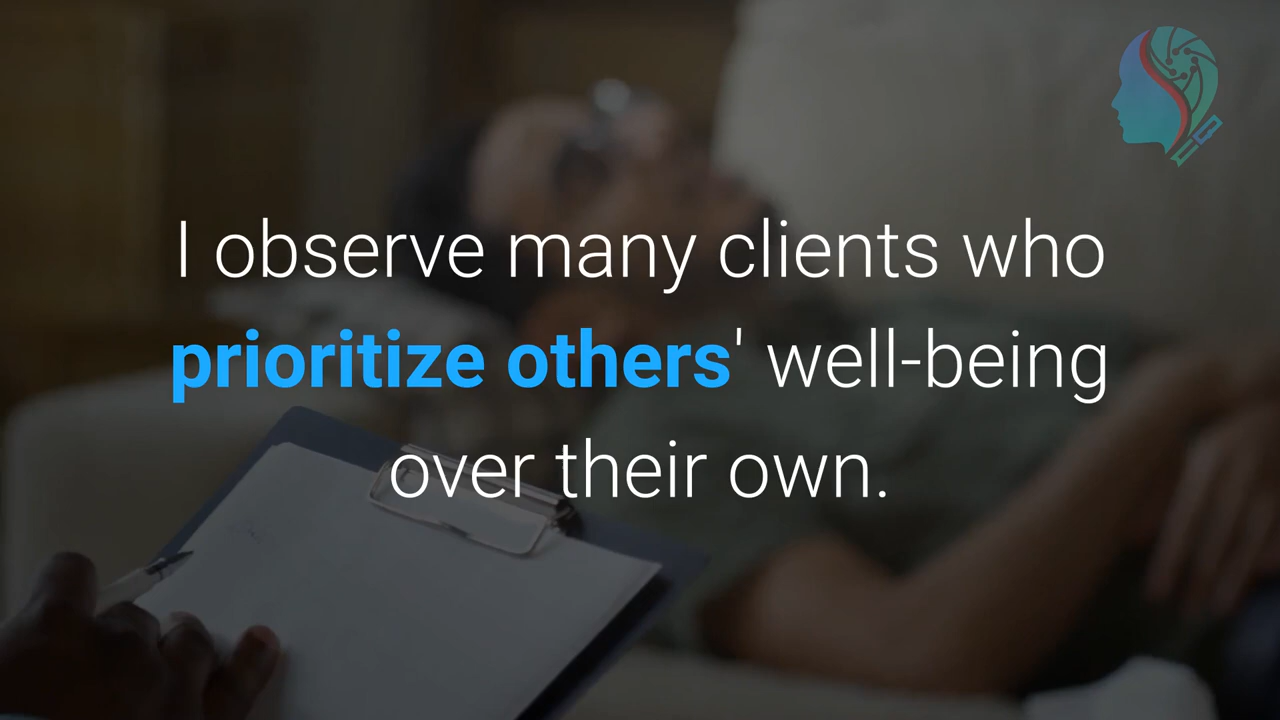 I observe many clients who
prioritize others' well-being
over their own.